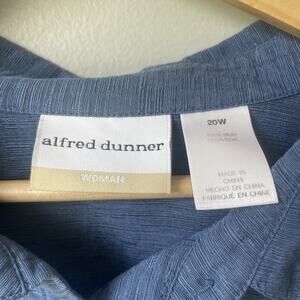 alfred dunner
WOMAN
20W
MADE IN
CHINA
HECHO EN CHINA
FABRIQUÉ EN CHINE